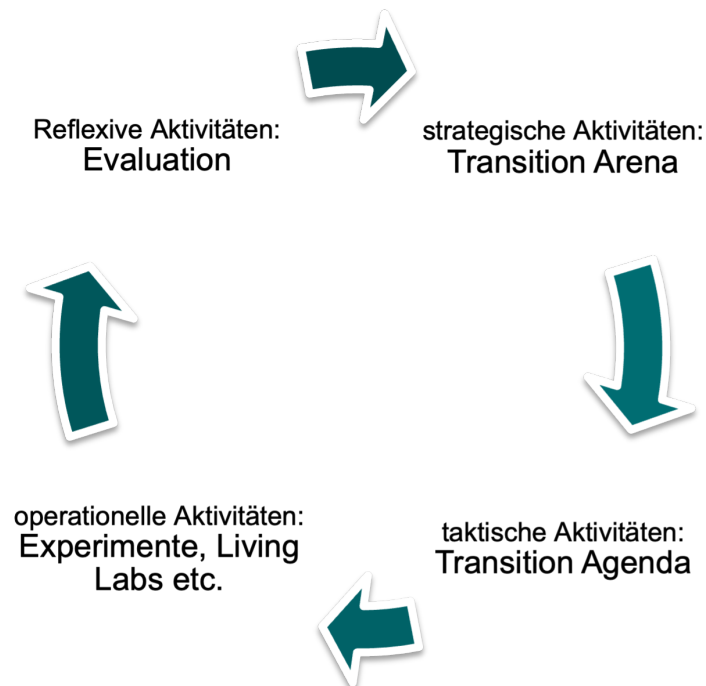 Reflexive Aktivitäten:
Evaluation
strategische Aktivitäten:
Transition Arena
operationelle Aktivitäten:
Experimente, Living
Labs etc.
taktische Aktivitäten:
Transition Agenda